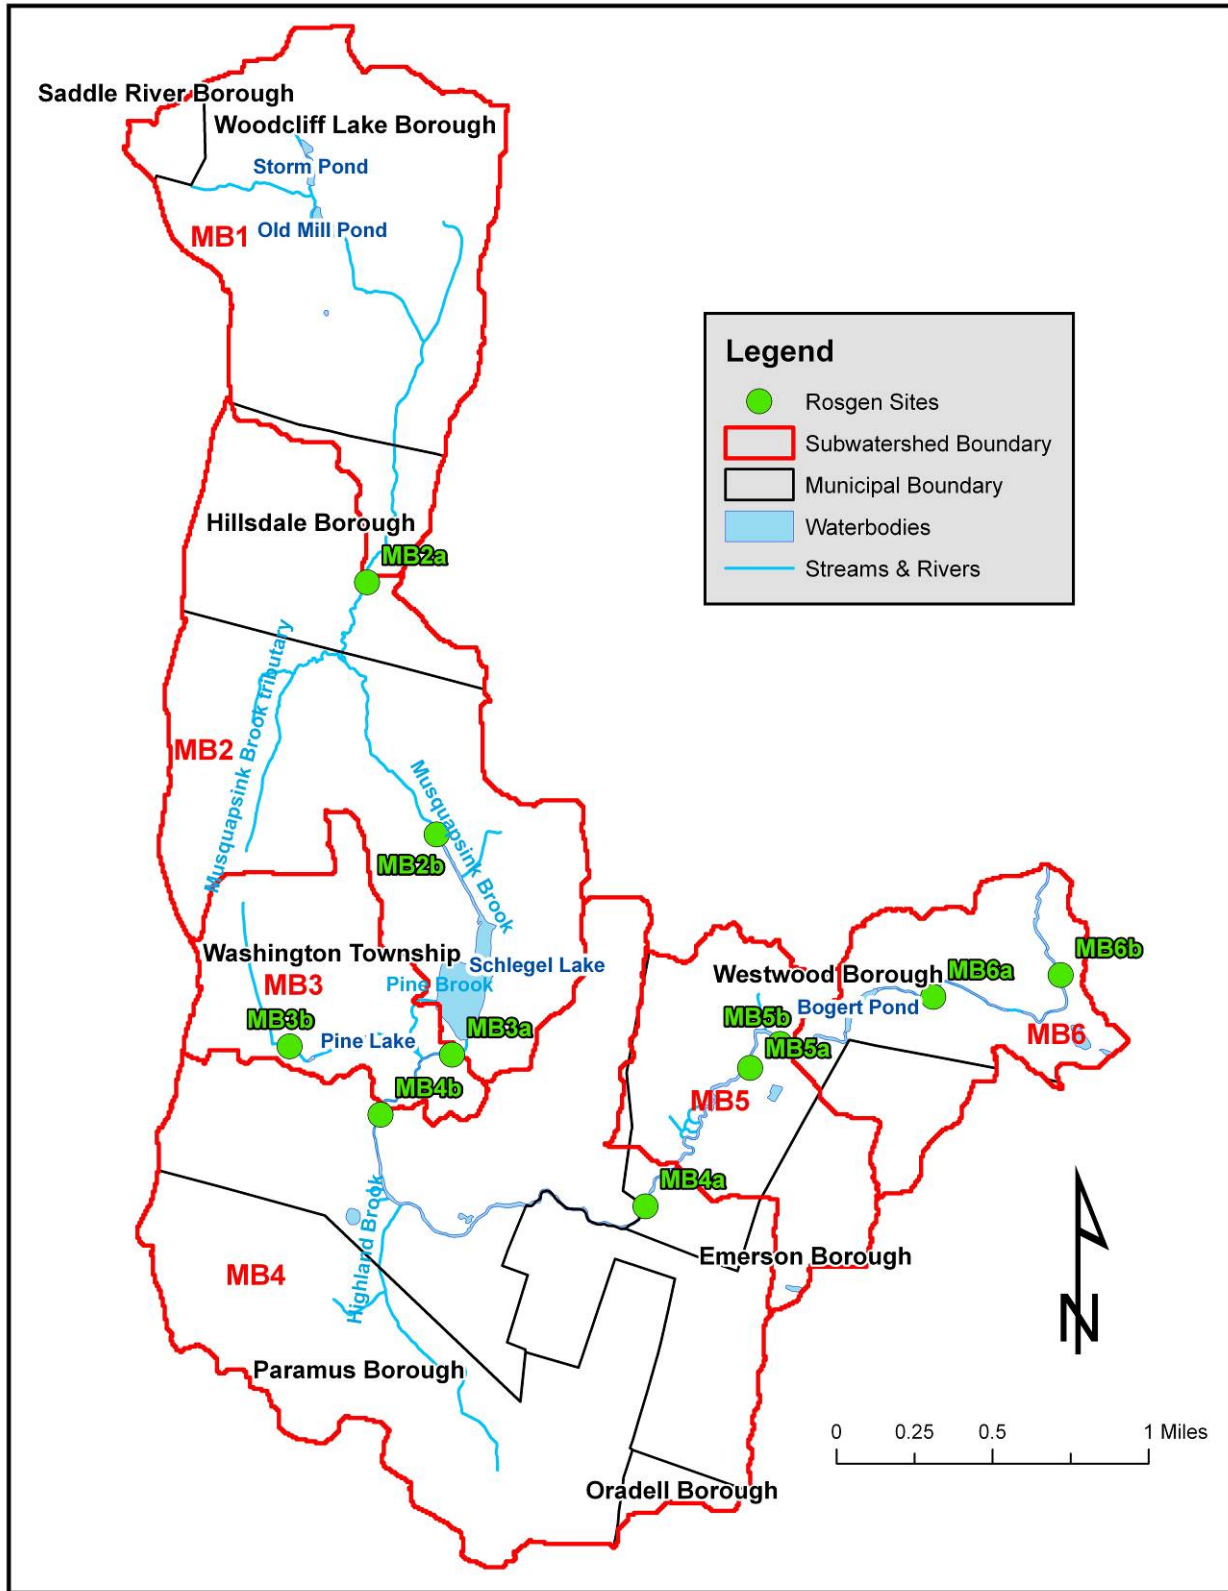 Saddle River Borough
Woodcliff Lake Borough
Storm Pond
MB1
Old Mill Pond
Legend
Rosgen Sites
Subwatershed Boundary
Municipal Boundary
Waterbodies
Streams & Rivers
Hillsdale Borough
MB2a
Musquapsink Brook tributary
MB2
Musquapsink Brook
MB2b
Washington Township
Schlegel Lake
MB3
Pine Brook
MB3b
Pine Lake
MB3a
MB4b
Westwood Borough
MB6a
MB6b
Bogert Pond
MB5b
MB5a
MB6
MB5
MB4a
Highland Brook
MB4
Emerson Borough
Paramus Borough
Oradell Borough
N
0 0.25 0.5 1 Miles